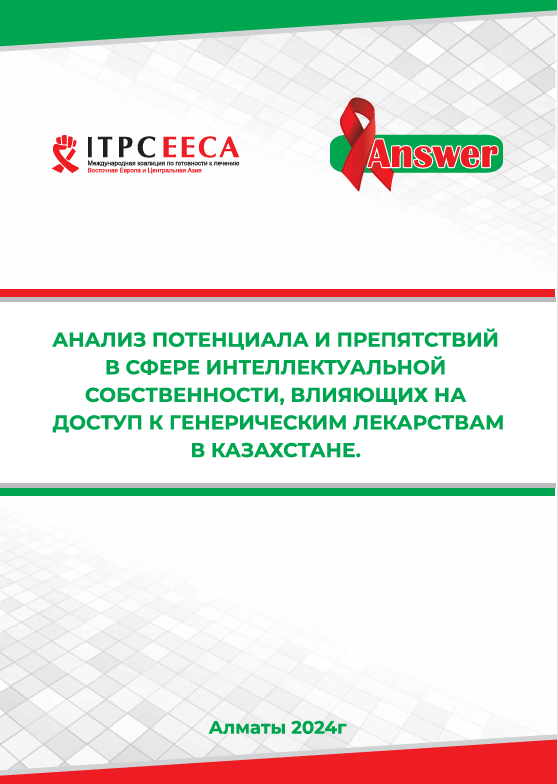 ITPCEECA
Международная коалиция по готовности к лечению
Восточная Европа и Центральная Азия
Answer
АНАЛИЗ ПОТЕНЦИАЛА И ПРЕПЯТСТВИЙ
В СФЕРЕ ИНТЕЛЛЕКТУАЛЬНОЙ
СОБСТВЕННОСТИ, ВЛИЯЮЩИХ НА
ДОСТУП К ГЕНЕРИЧЕСКИМ ЛЕКАРСТВАМ
В КАЗАХСТАНЕ.
Алматы 2024г